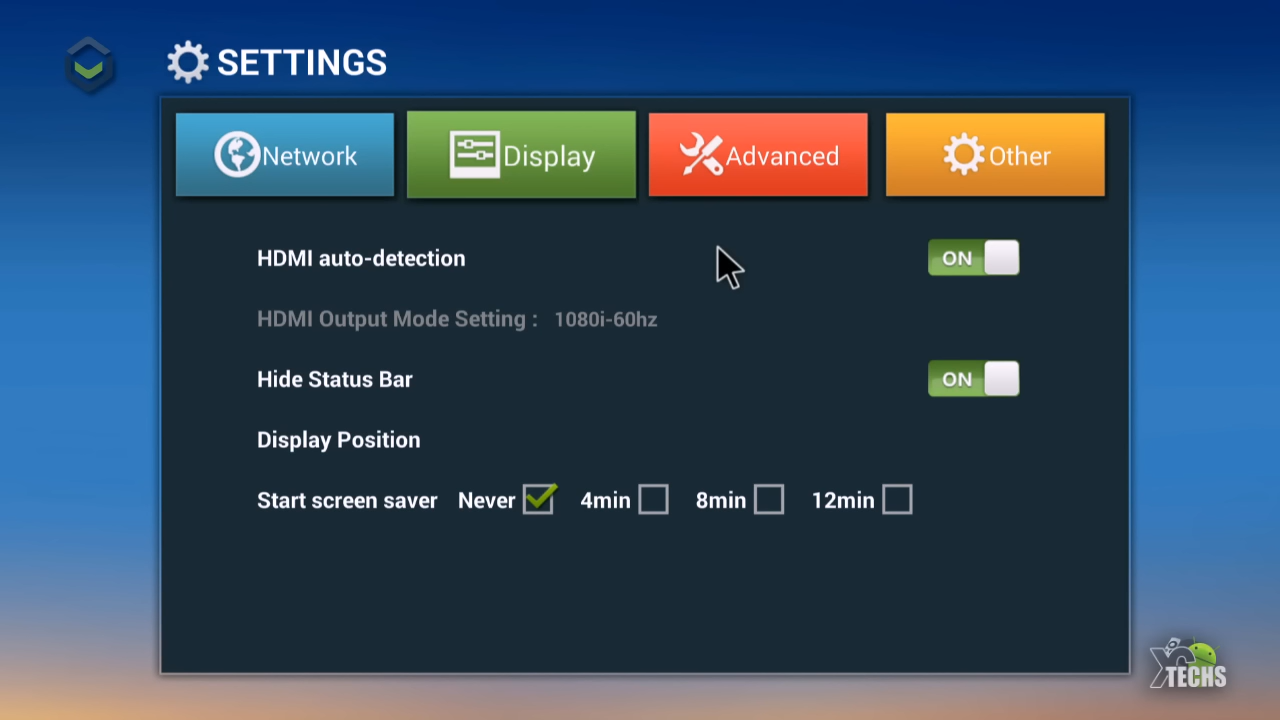 SETTINGS
Network Display Advanced Other
HDMI auto-detection ON
HDMI Output Mode Setting : 1080i-60hz
Hide Status Bar ON
Display Position
Start screen saver Never 4min 8min 12min
TECHS